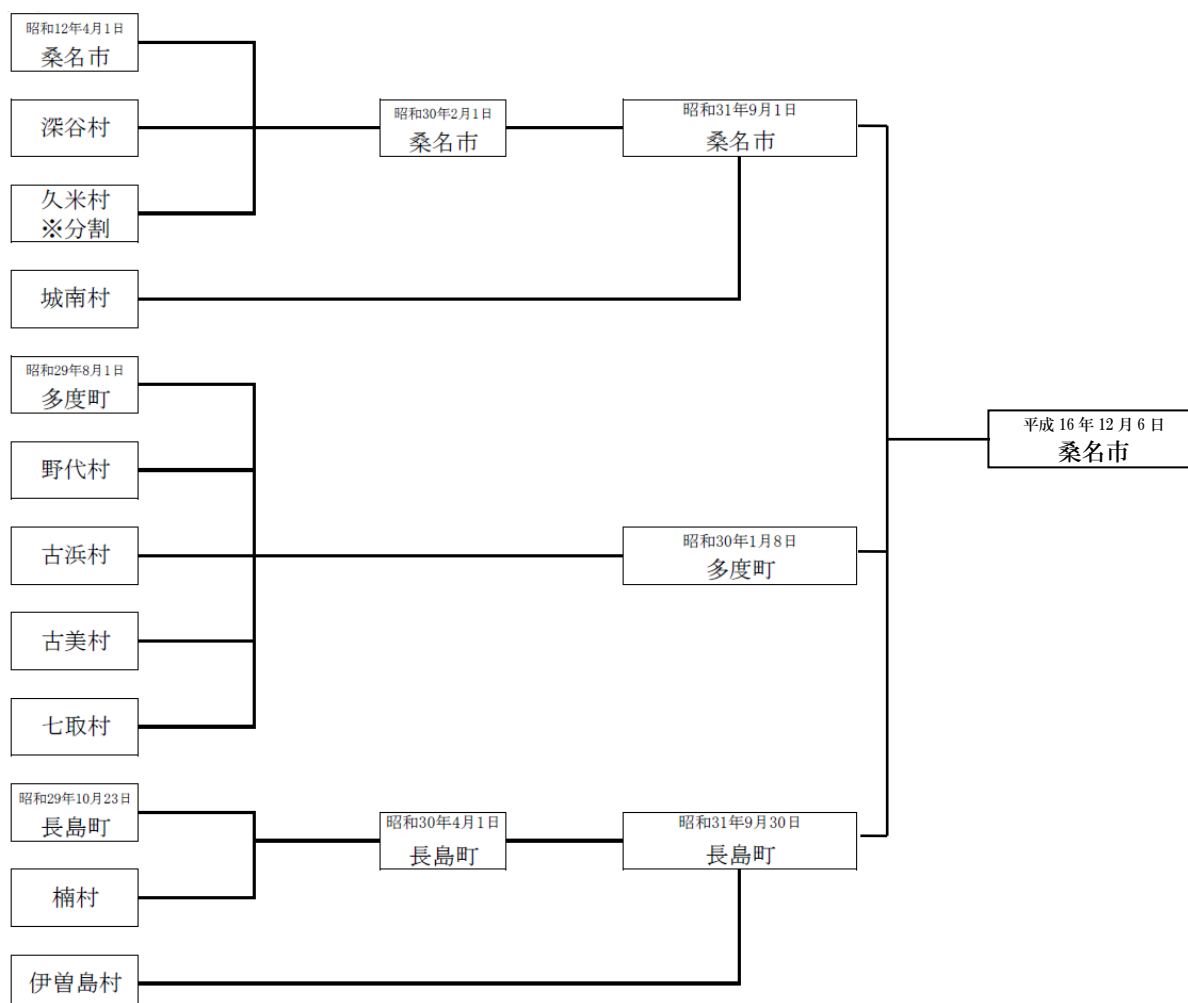 昭和12年4月1日
桑名市
深谷村
久米村
※分割
城南村
昭和29年8月1日
多度町
野代村
古浜村
古美村
七取村
昭和29年10月23日
長島町
楠村
伊曽島村
昭和30年2月1日
桑名市
昭和30年4月1日
長島町
昭和31年9月1日
桑名市
昭和30年1月8日
多度町
昭和31年9月30日
長島町
平成16年12月6日
桑名市